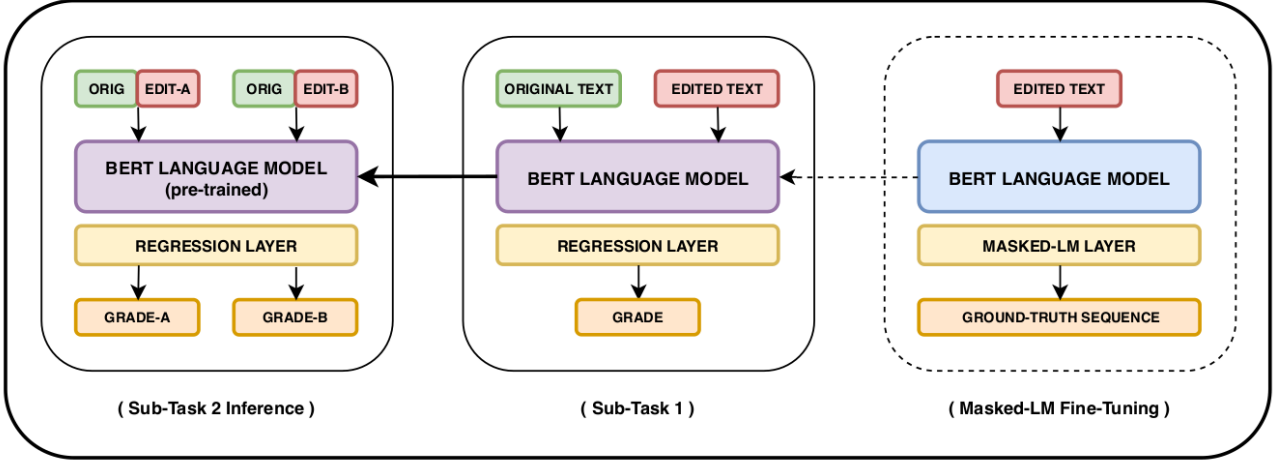 ORIG EDIT-A ORIG EDIT-B
BERT LANGUAGE MODEL
(pre-trained)
REGRESSION LAYER
GRADE-A GRADE-B
( Sub-Task 2 Inference )
ORIGINAL TEXT EDITED TEXT
BERT LANGUAGE MODEL
REGRESSION LAYER
GRADE
( Sub-Task 1 )
EDITED TEXT
BERT LANGUAGE MODEL
MASKED-LM LAYER
GROUND-TRUTH SEQUENCE
( Masked-LM Fine-Tuning )